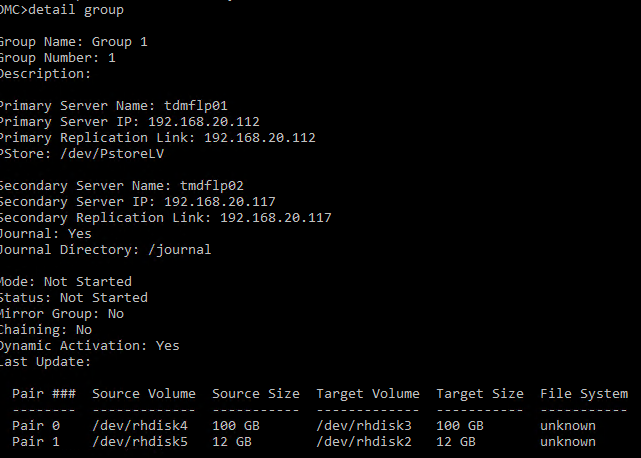 DMC>detail group
Group Name: Group 1
Group Number: 1
Description:
Primary Server Name: tdmflp01
Primary Server IP: 192.168.20.112
Primary Replication Link: 192.168.20.112
PStore: /dev/PstoreLV
Secondary Server Name: tmdflp02
Secondary Server IP: 192.168.20.117
Secondary Replication Link: 192.168.20.117
Journal: Yes
Journal Directory: /journal
Mode: Not Started
Status: Not Started
Mirror Group: No
Chaining: No
Dynamic Activation: Yes
Last Update:
Pair ### Source Volume Source Size Target Volume Target Size File System
-------- ------------- ----------- ------------- ----------- -----------
Pair 0 /dev/rhdisk4 100 GB /dev/rhdisk3 100 GB unknown
Pair 1 /dev/rhdisk5 12 GB /dev/rhdisk2 12 GB unknown